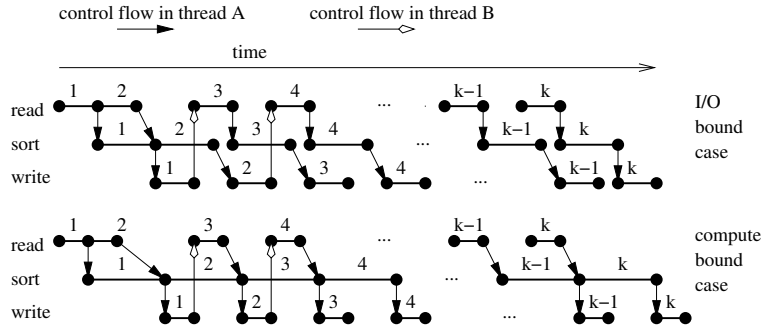 control flow in thread A control flow in thread B
time
1 2 3 4 ... k−1 k
read
1 2 3 4 ... k−1 k
sort
1 2 3 4 ... k−1 k
write
I/O
bound
case
1 2 3 4 ... k−1 k
read
1 2 3 4 ... k−1 k
sort
1 2 3 4 ... k−1 k
write
compute
bound
case